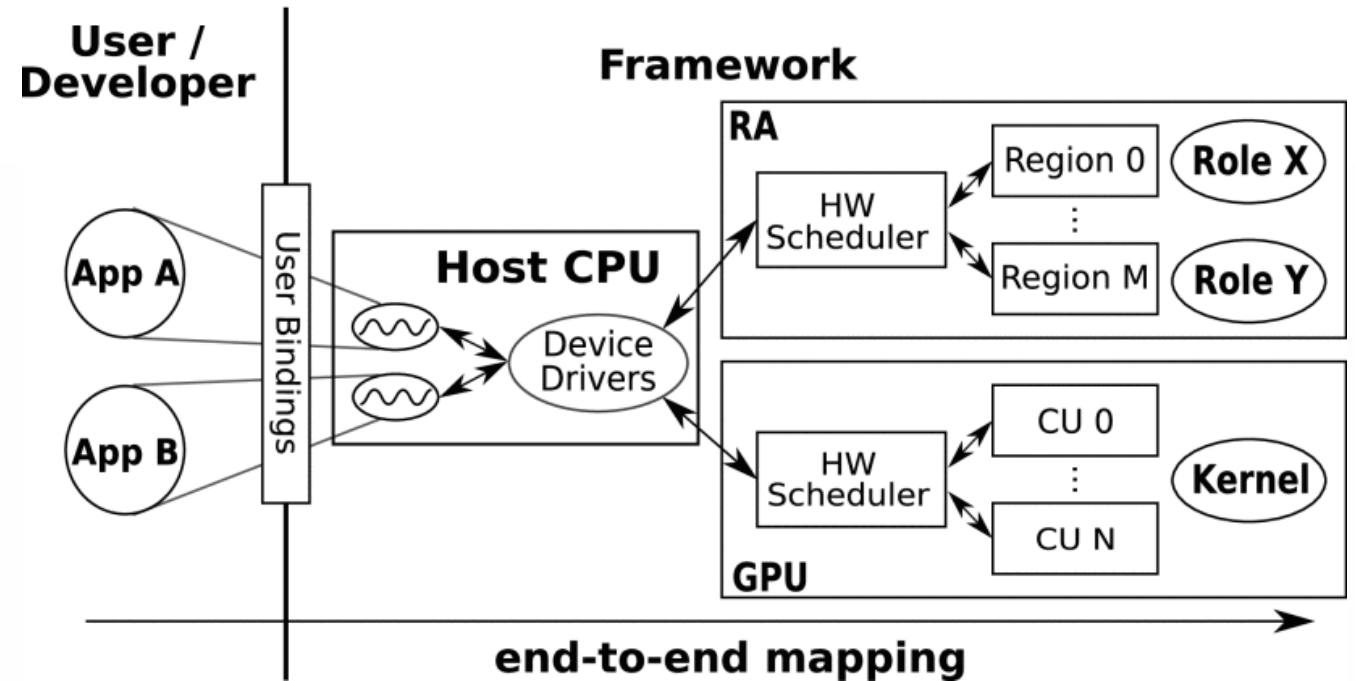 User /
Developer
Framework
App A
App B
User Bindings
Host CPU
Device
Drivers
RA
HW
Scheduler
Region 0
⋮
Region M
Role X
Role Y
HW
Scheduler
CU 0
⋮
CU N
Kernel
GPU
end-to-end mapping